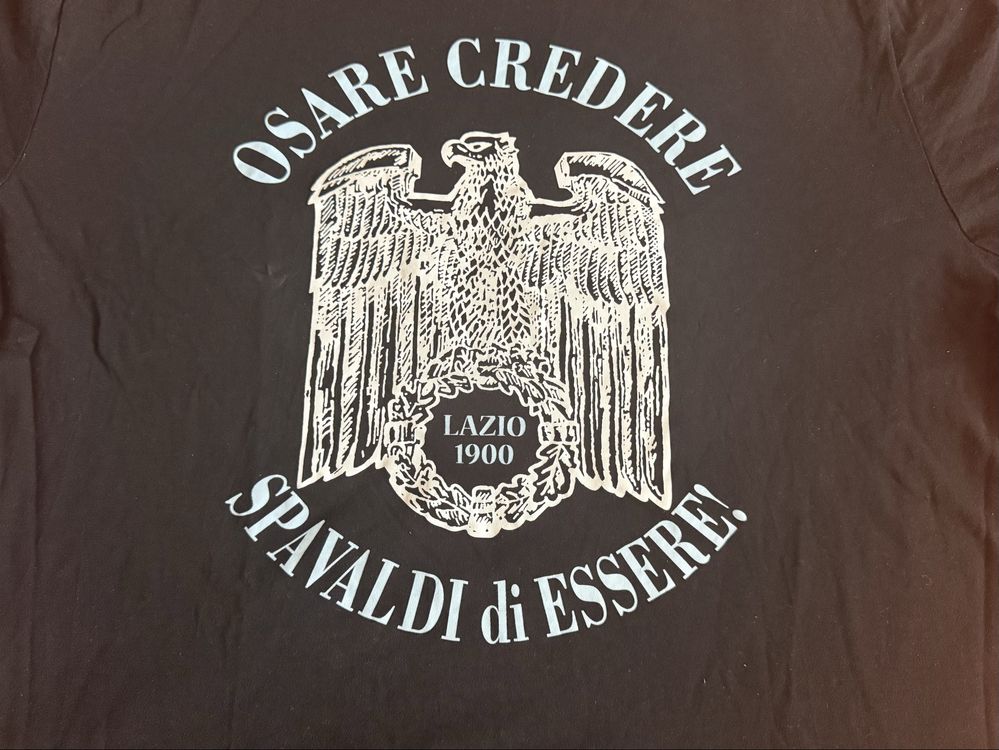 OSARE CREDERE
LAZIO
1900
SPAVALDI di ESSERE!